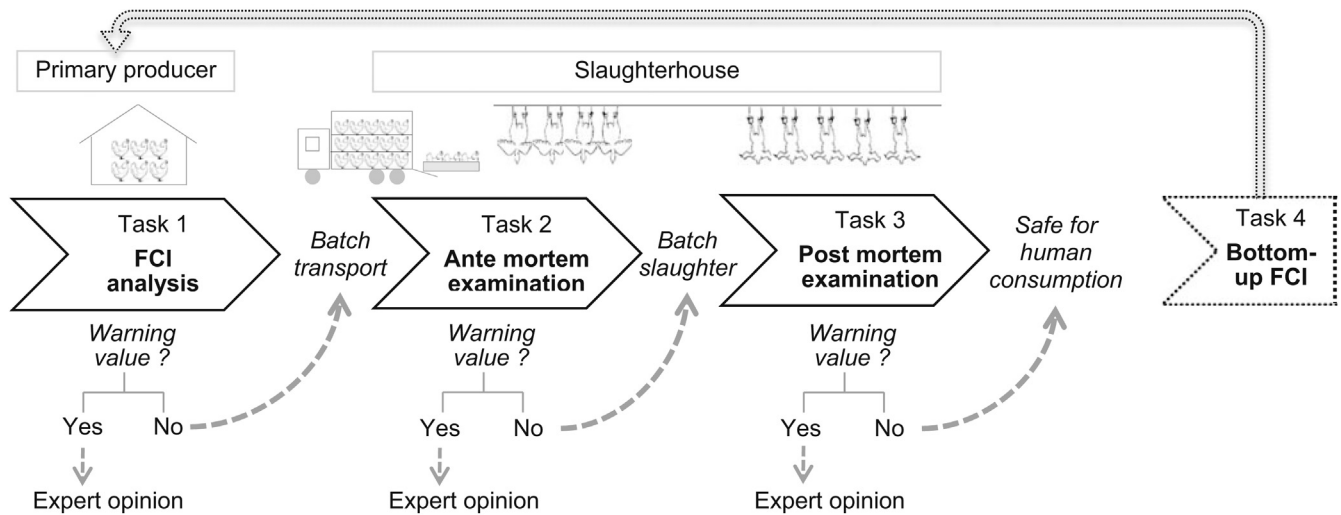 Primary producer
Slaughterhouse
Task 1
FCI
analysis
Batch
transport
Task 2
Ante mortem
examination
Batch
slaughter
Task 3
Post mortem
examination
Safe for
human
consumption
Task 4
Bottom-
up FCI
Warning
value ?
Yes
No
Expert opinion
Warning
value ?
Yes
No
Expert opinion
Warning
value ?
Yes
No
Expert opinion